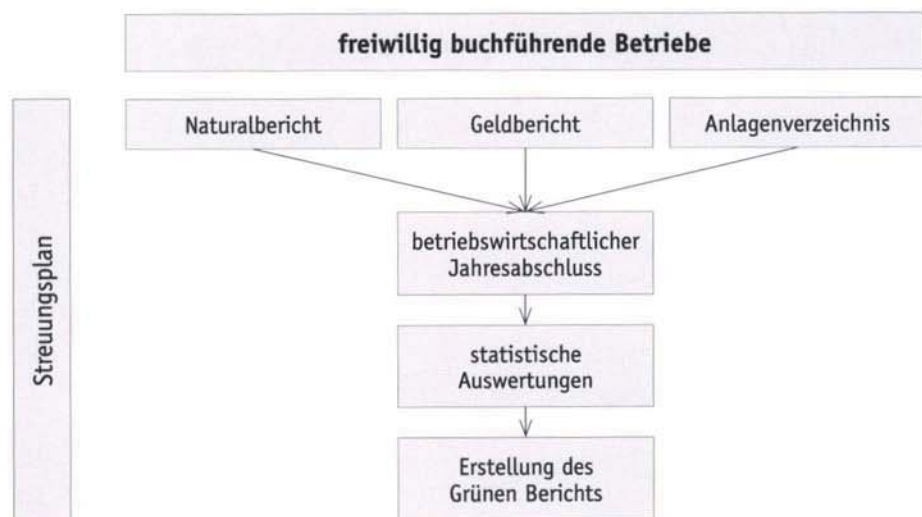 freiwillig buchführende Betriebe
Streuungsplan
Naturalbericht
Geldbericht
Anlagenverzeichnis
betriebswirtschaftlicher
Jahresabschluss
statistische
Auswertungen
Erstellung des
Grünen Berichts